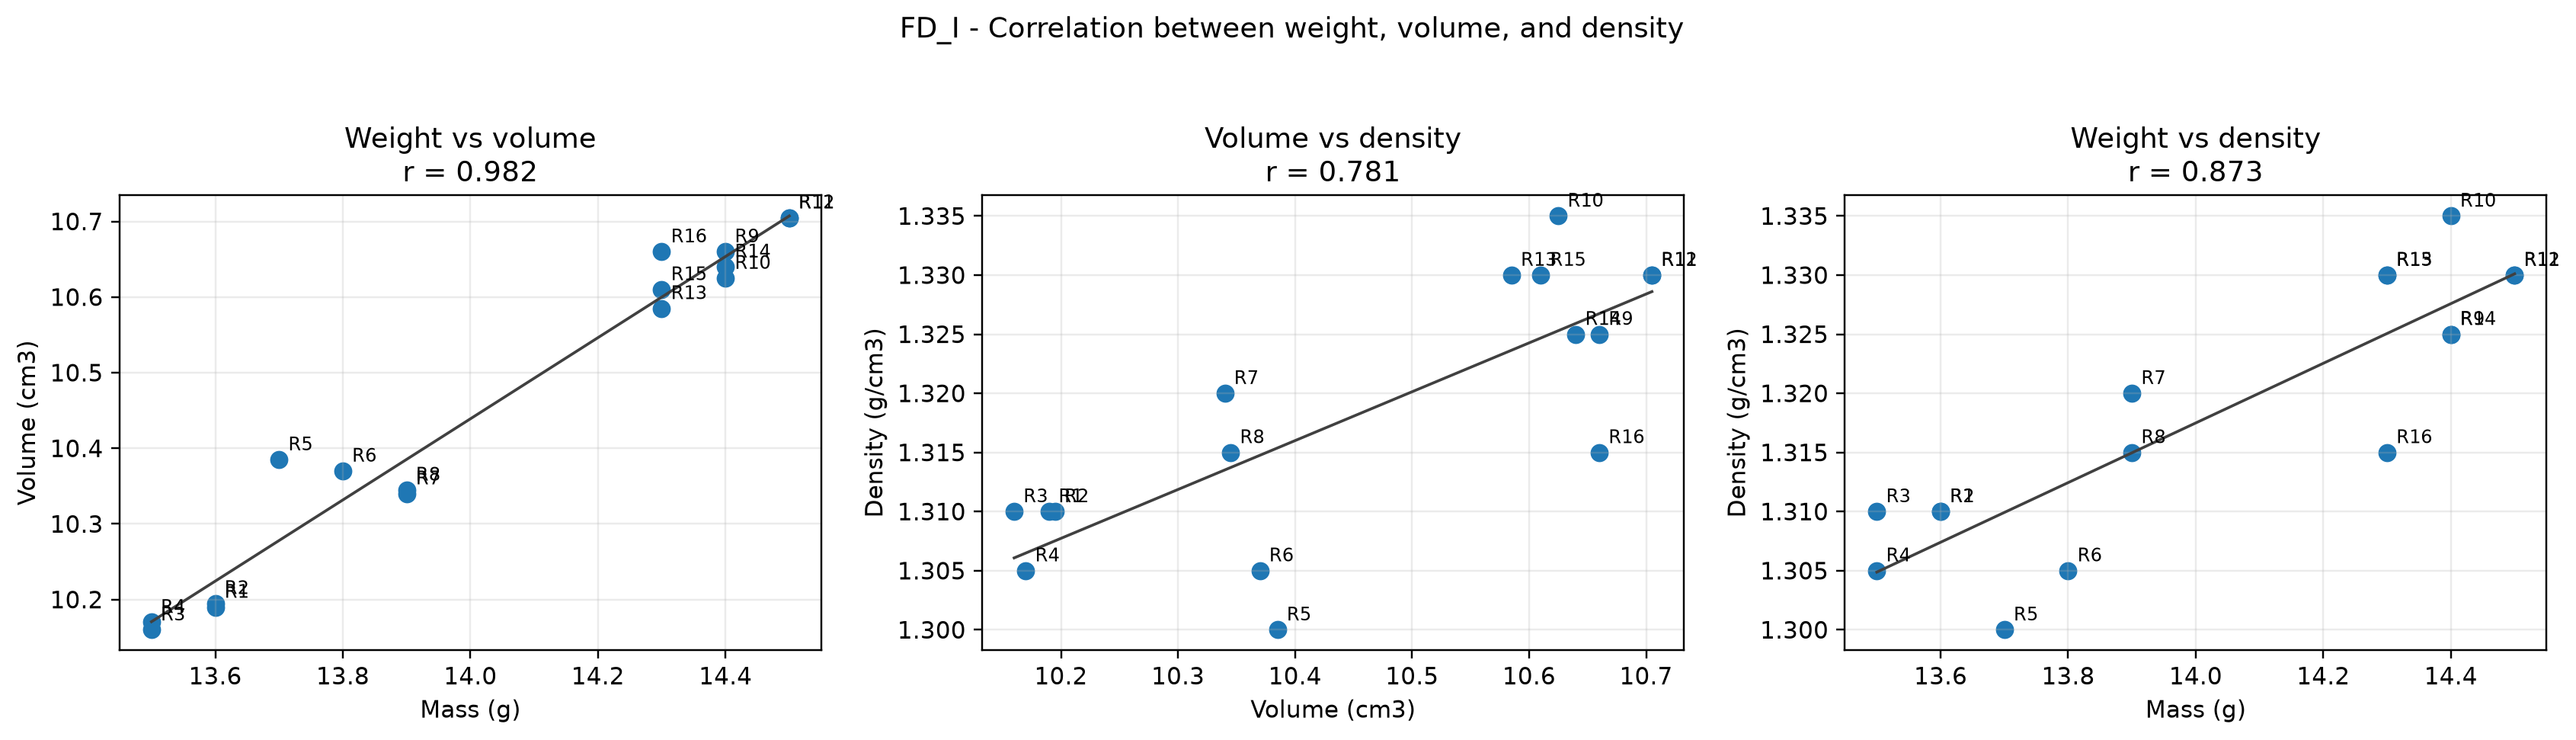 FD_I - Correlation between weight, volume, and density
Weight vs volume
r = 0.982
Volume (cm3)
10.7
10.6
10.5
10.4
10.3
10.2
13.6 13.8 14.0 14.2 14.4
Mass (g)
R16
R9
R14
R10
R15
R13
R5
R6
R8
R7
R2
R1
R4
R3
Volume vs density
r = 0.781
Density (g/cm3)
1.335
1.330
1.325
1.320
1.315
1.310
1.305
1.300
10.2 10.3 10.4 10.5 10.6 10.7
Volume (cm3)
R10
R13
R15
R14
R9
R7
R8
R16
R3
R1
R2
R4
R6
R5
Weight vs density
r = 0.873
Density (g/cm3)
1.335
1.330
1.325
1.320
1.315
1.310
1.305
1.300
13.6 13.8 14.0 14.2 14.4
Mass (g)
R10
R7
R8
R16
R3
R4
R6
R5